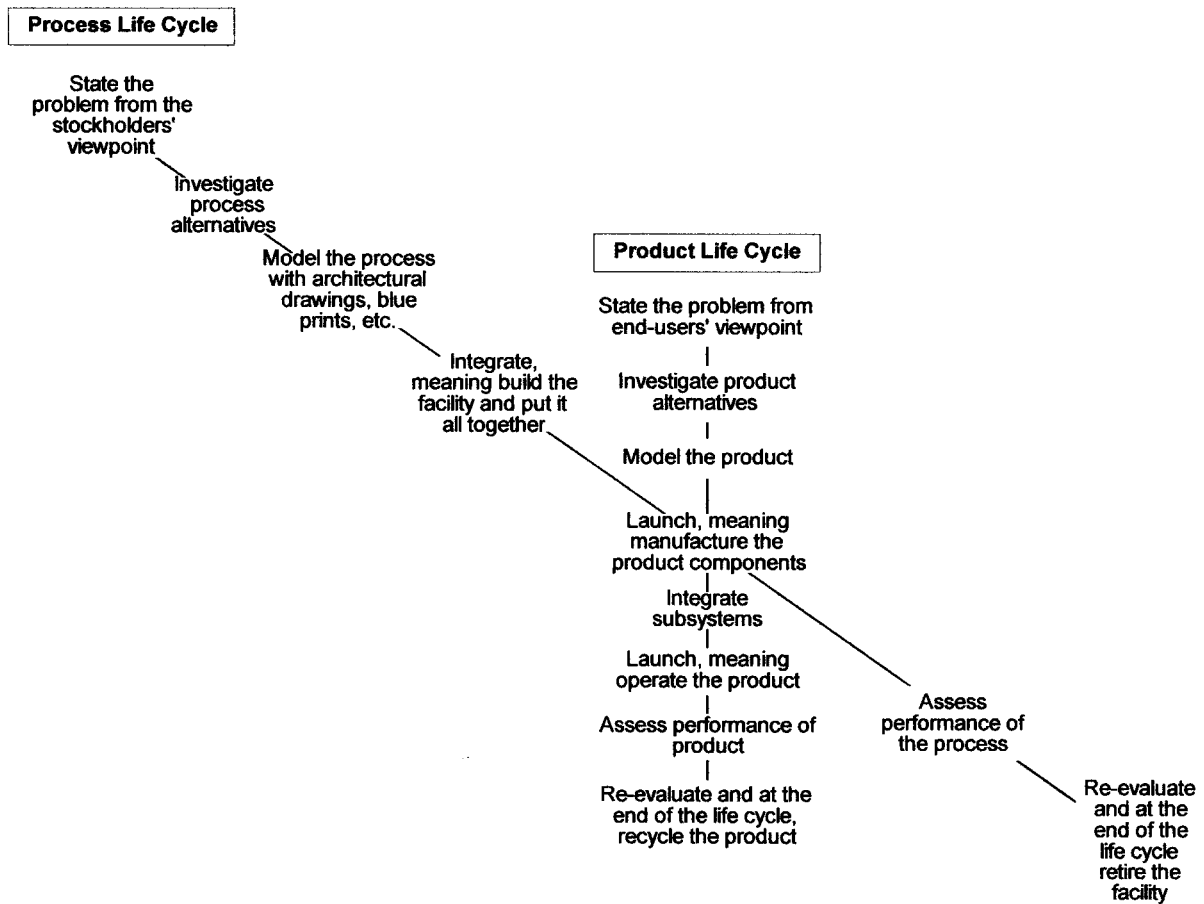 Process Life Cycle
State the
problem from the
stockholders'
viewpoint
Investigate
process
alternatives
Model the process
with architectural
drawings, blue
prints, etc.
Integrate,
meaning build the
facility and put it
all together
Product Life Cycle
State the problem from
end-users' viewpoint
Investigate product
alternatives
Model the product
Launch, meaning
manufacture the
product components
Integrate
subsystems
Launch, meaning
operate the product
Assess performance of
product
Re-evaluate and at the
end of the life cycle,
recycle the product
Assess
performance of
the process
Re-evaluate
and at the
end of the
life cycle
retire the
facility